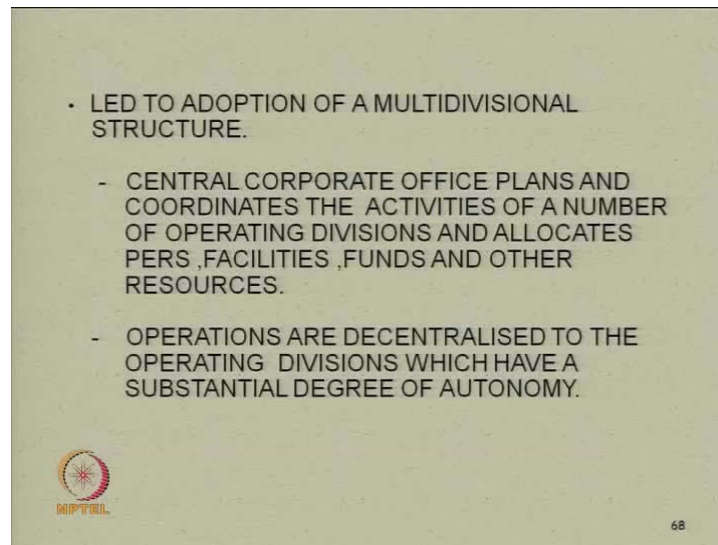 • LED TO ADOPTION OF A MULTIDIVISIONAL
STRUCTURE.
- CENTRAL CORPORATE OFFICE PLANS AND
COORDINATES THE ACTIVITIES OF A NUMBER
OF OPERATING DIVISIONS AND ALLOCATES
PERS ,FACILITIES ,FUNDS AND OTHER
RESOURCES.
- OPERATIONS ARE DECENTRALISED TO THE
OPERATING DIVISIONS WHICH HAVE A
SUBSTANTIAL DEGREE OF AUTONOMY.
NPTEL
68